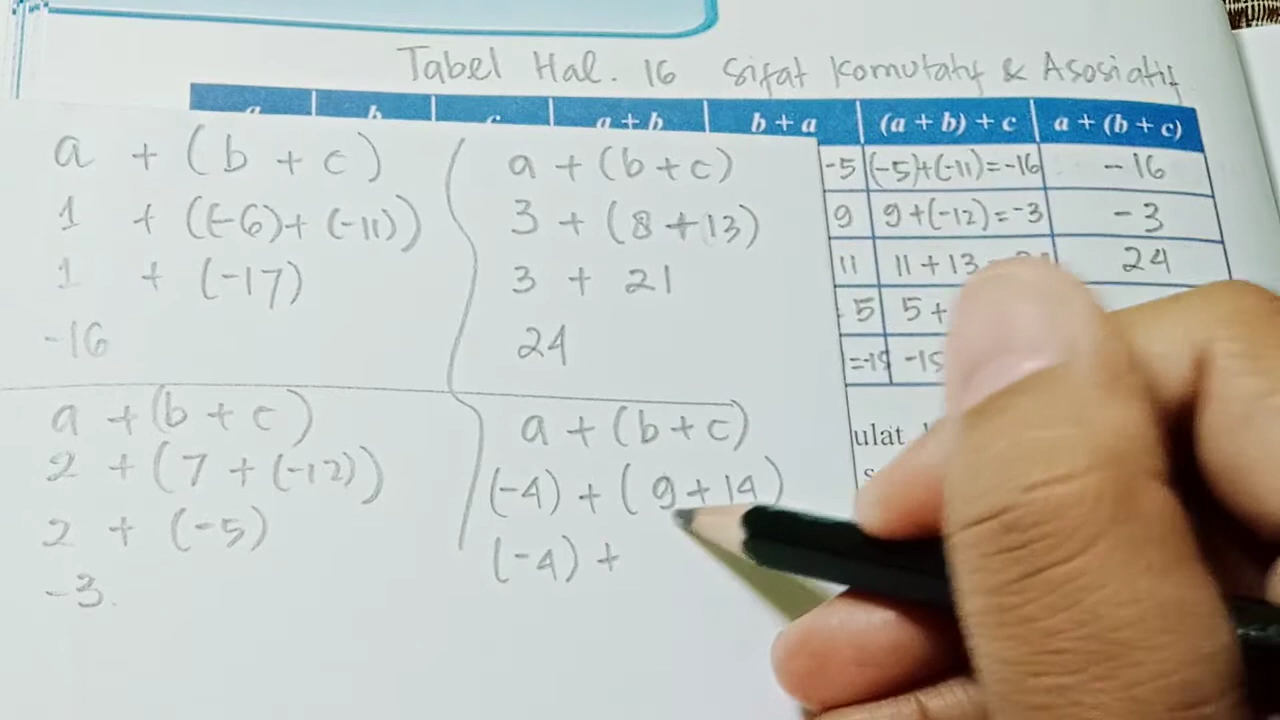 Tabel Hal. 16 Sifat Komutatif & Asosiatif
a b c a + b b + a (a + b) + c a + (b + c)
-5 (-5)+(-11)=-16 -16
9 9+(-12)=-3 -3
11 11+13 24
5 5+
=-15 -15
ulat
a + (b + c)
1 + ((-6)+(-11))
1 + (-17)
-16
a + (b+c)
3 + (8+13)
3 + 21
24
a + (b + c)
2 + (7 + (-12))
2 + (-5)
-3.
a + (b+c)
(-4) + (9+14)
(-4) +